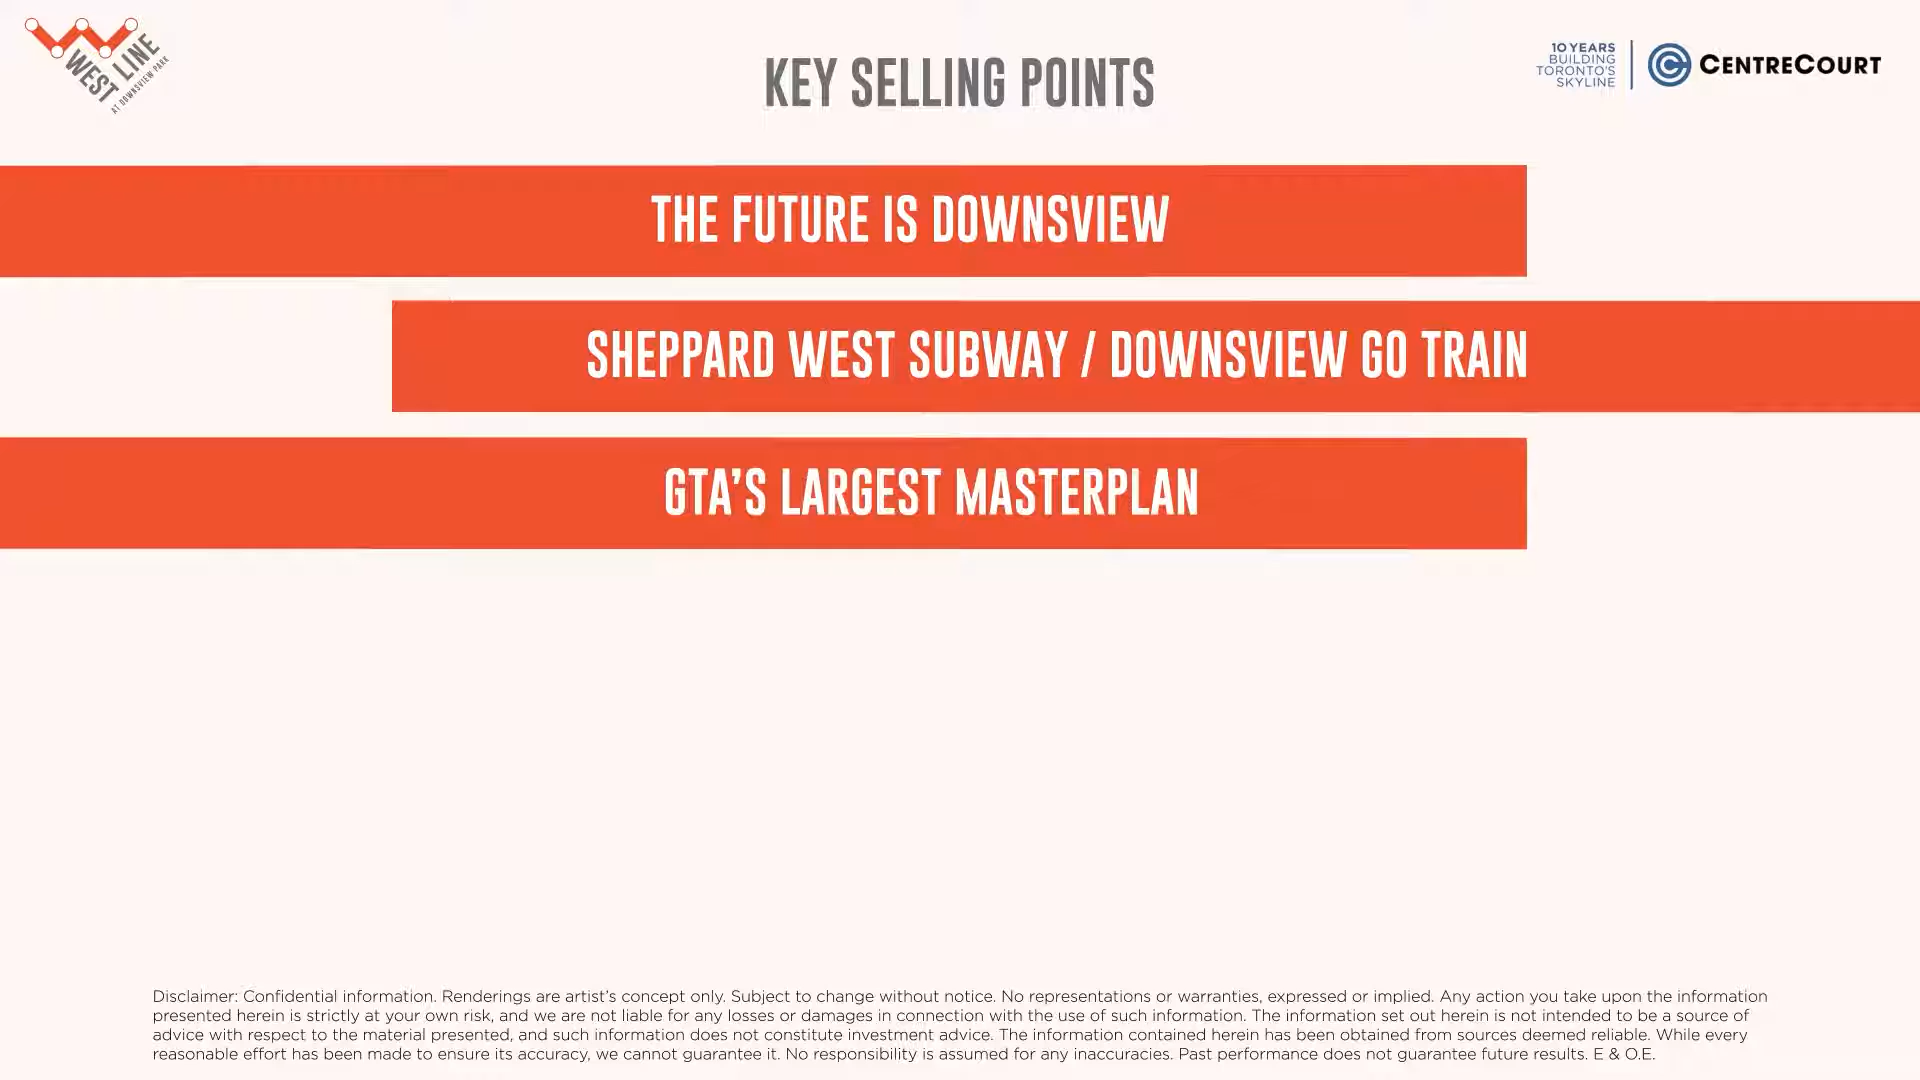 WEST LINE
AT DOWNSVIEW PARK
KEY SELLING POINTS
10 YEARS
BUILDING
TORONTO'S
SKYLINE
CENTRECOURT
THE FUTURE IS DOWNSVIEW
SHEPPARD WEST SUBWAY / DOWNSVIEW GO TRAIN
GTA'S LARGEST MASTERPLAN
Disclaimer: Confidential information. Renderings are artist's concept only. Subject to change without notice. No representations or warranties, expressed or implied. Any action you take upon the information
presented herein is strictly at your own risk, and we are not liable for any losses or damages in connection with the use of such information. The information set out herein is not intended to be a source of
advice with respect to the material presented, and such information does not constitute investment advice. The information contained herein has been obtained from sources deemed reliable. While every
reasonable effort has been made to ensure its accuracy, we cannot guarantee it. No responsibility is assumed for any inaccuracies. Past performance does not guarantee future results. E & O.E.